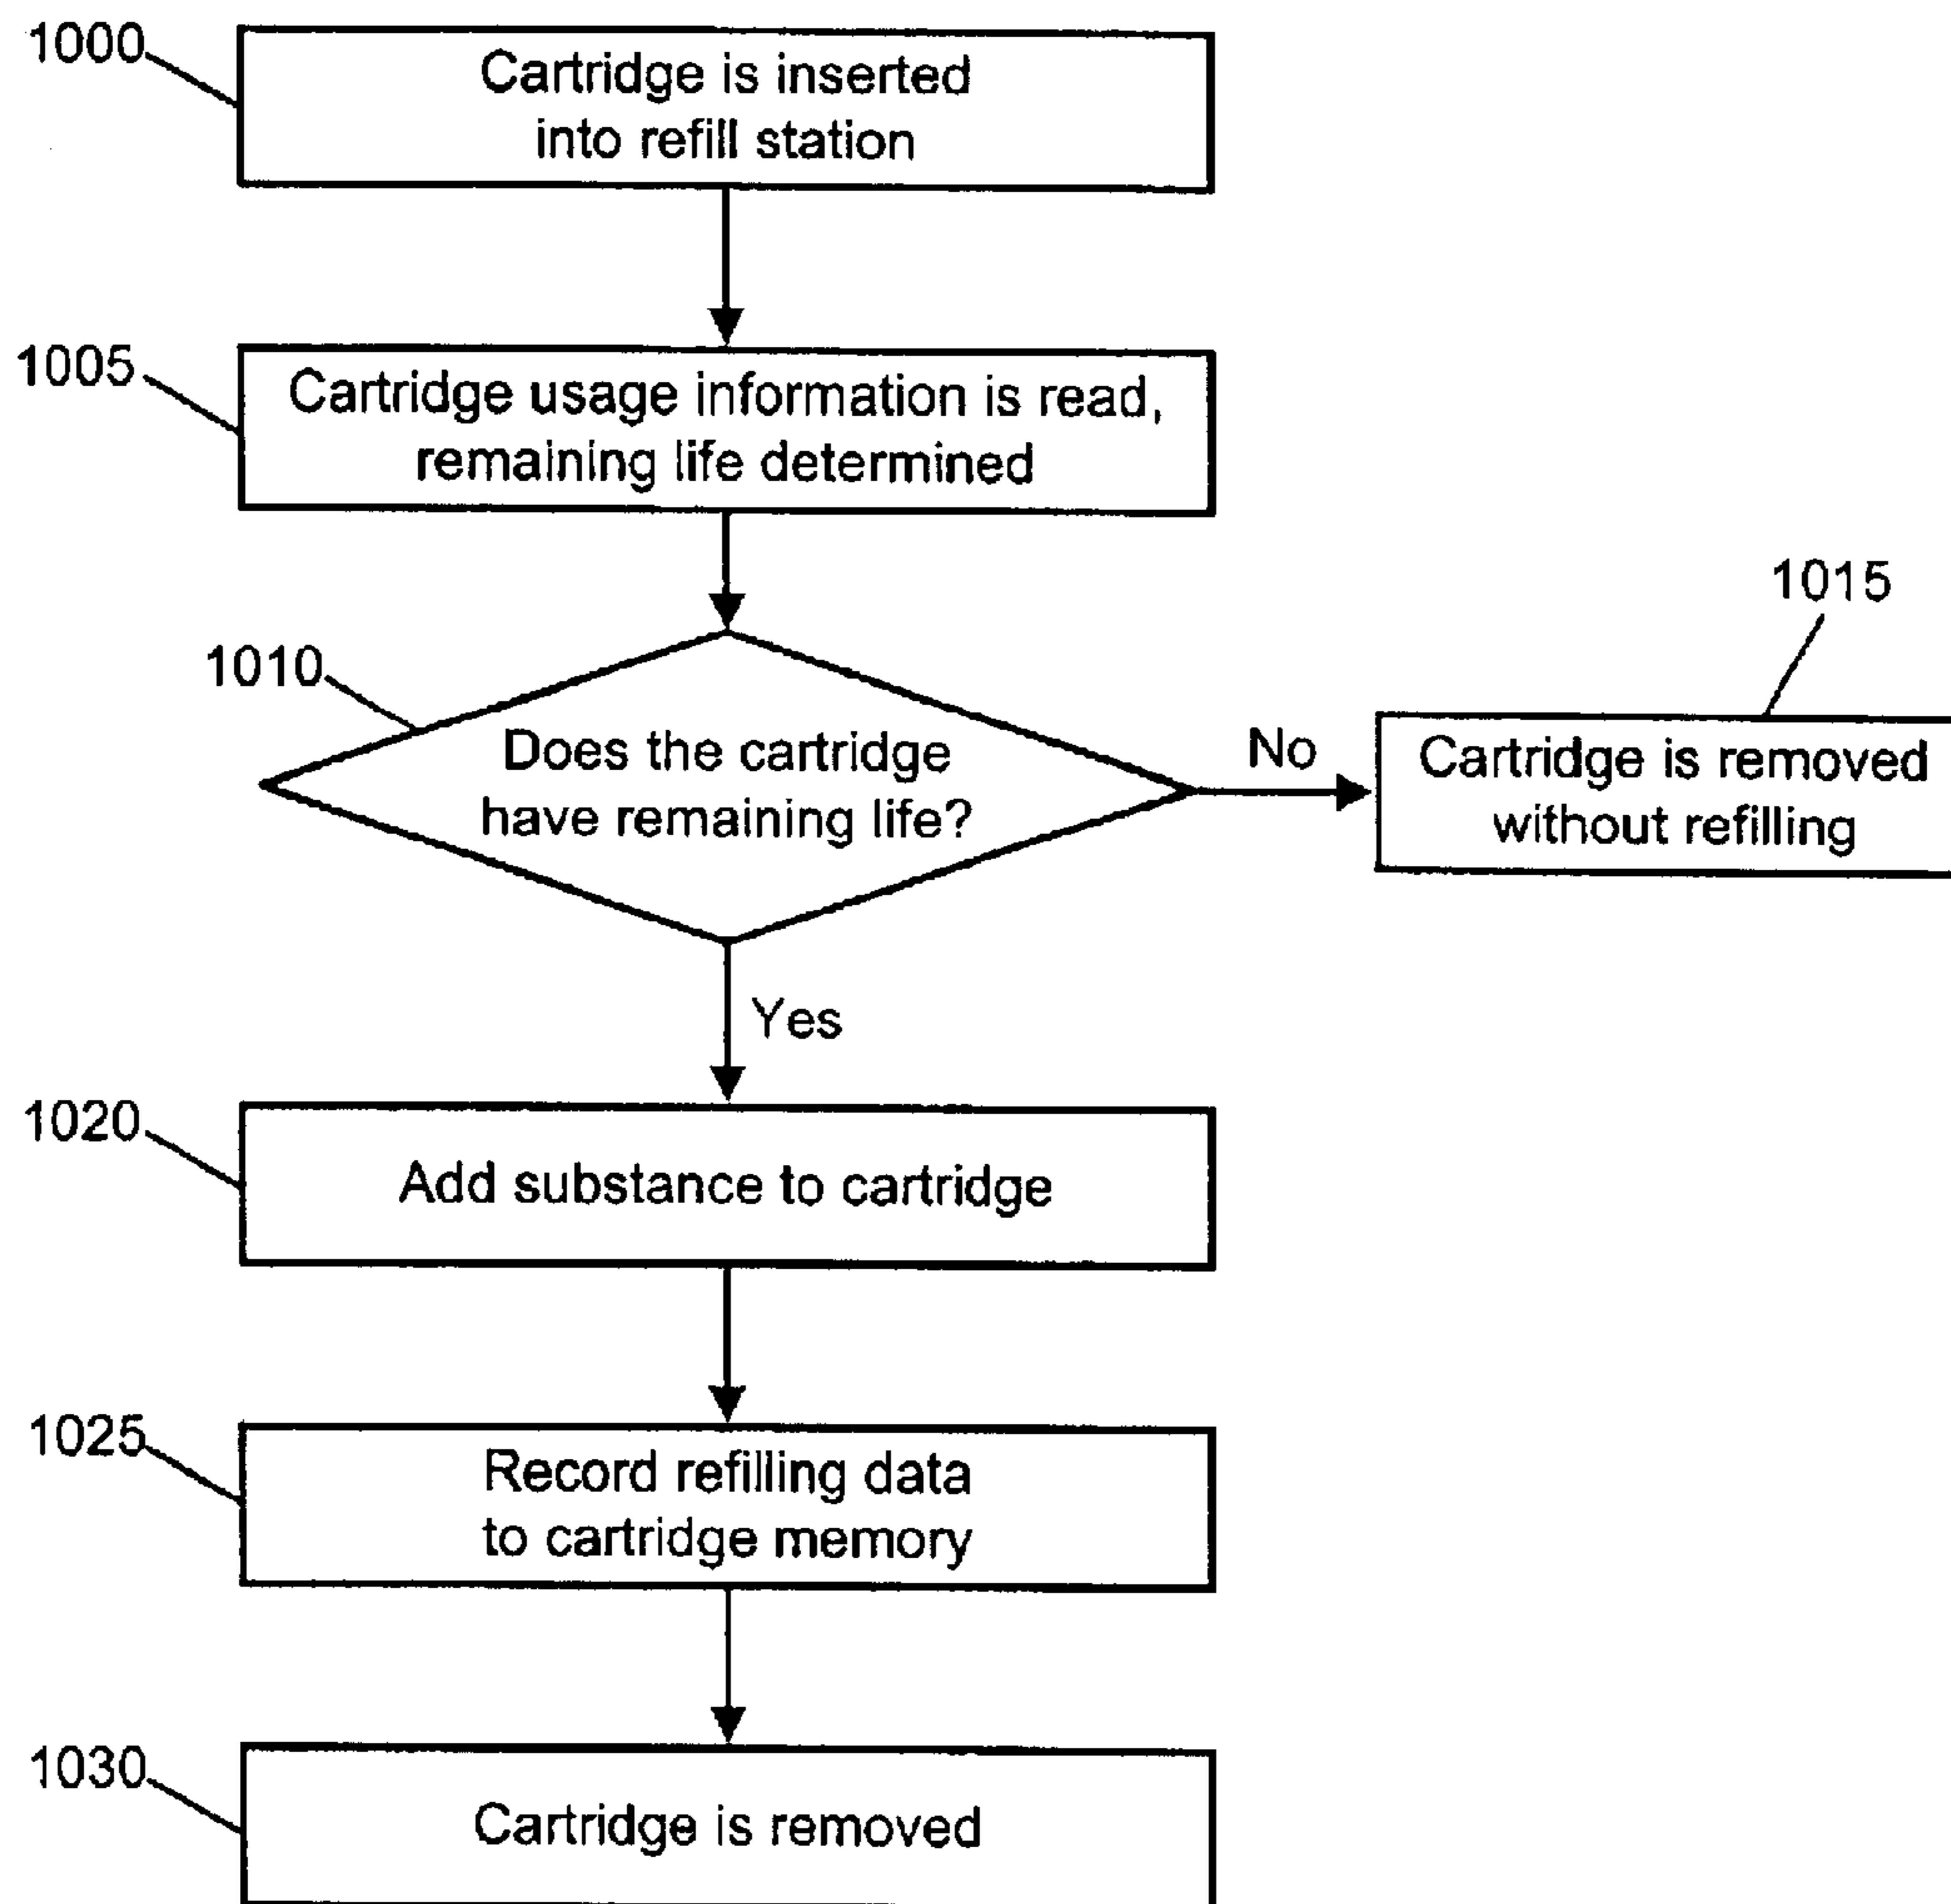 1000
Cartridge is inserted
into refill station
1005
Cartridge usage information is read,
remaining life determined
1010
Does the cartridge
have remaining life?
No
1015
Cartridge is removed
without refilling
Yes
1020
Add substance to cartridge
1025
Record refilling data
to cartridge memory
1030
Cartridge is removed